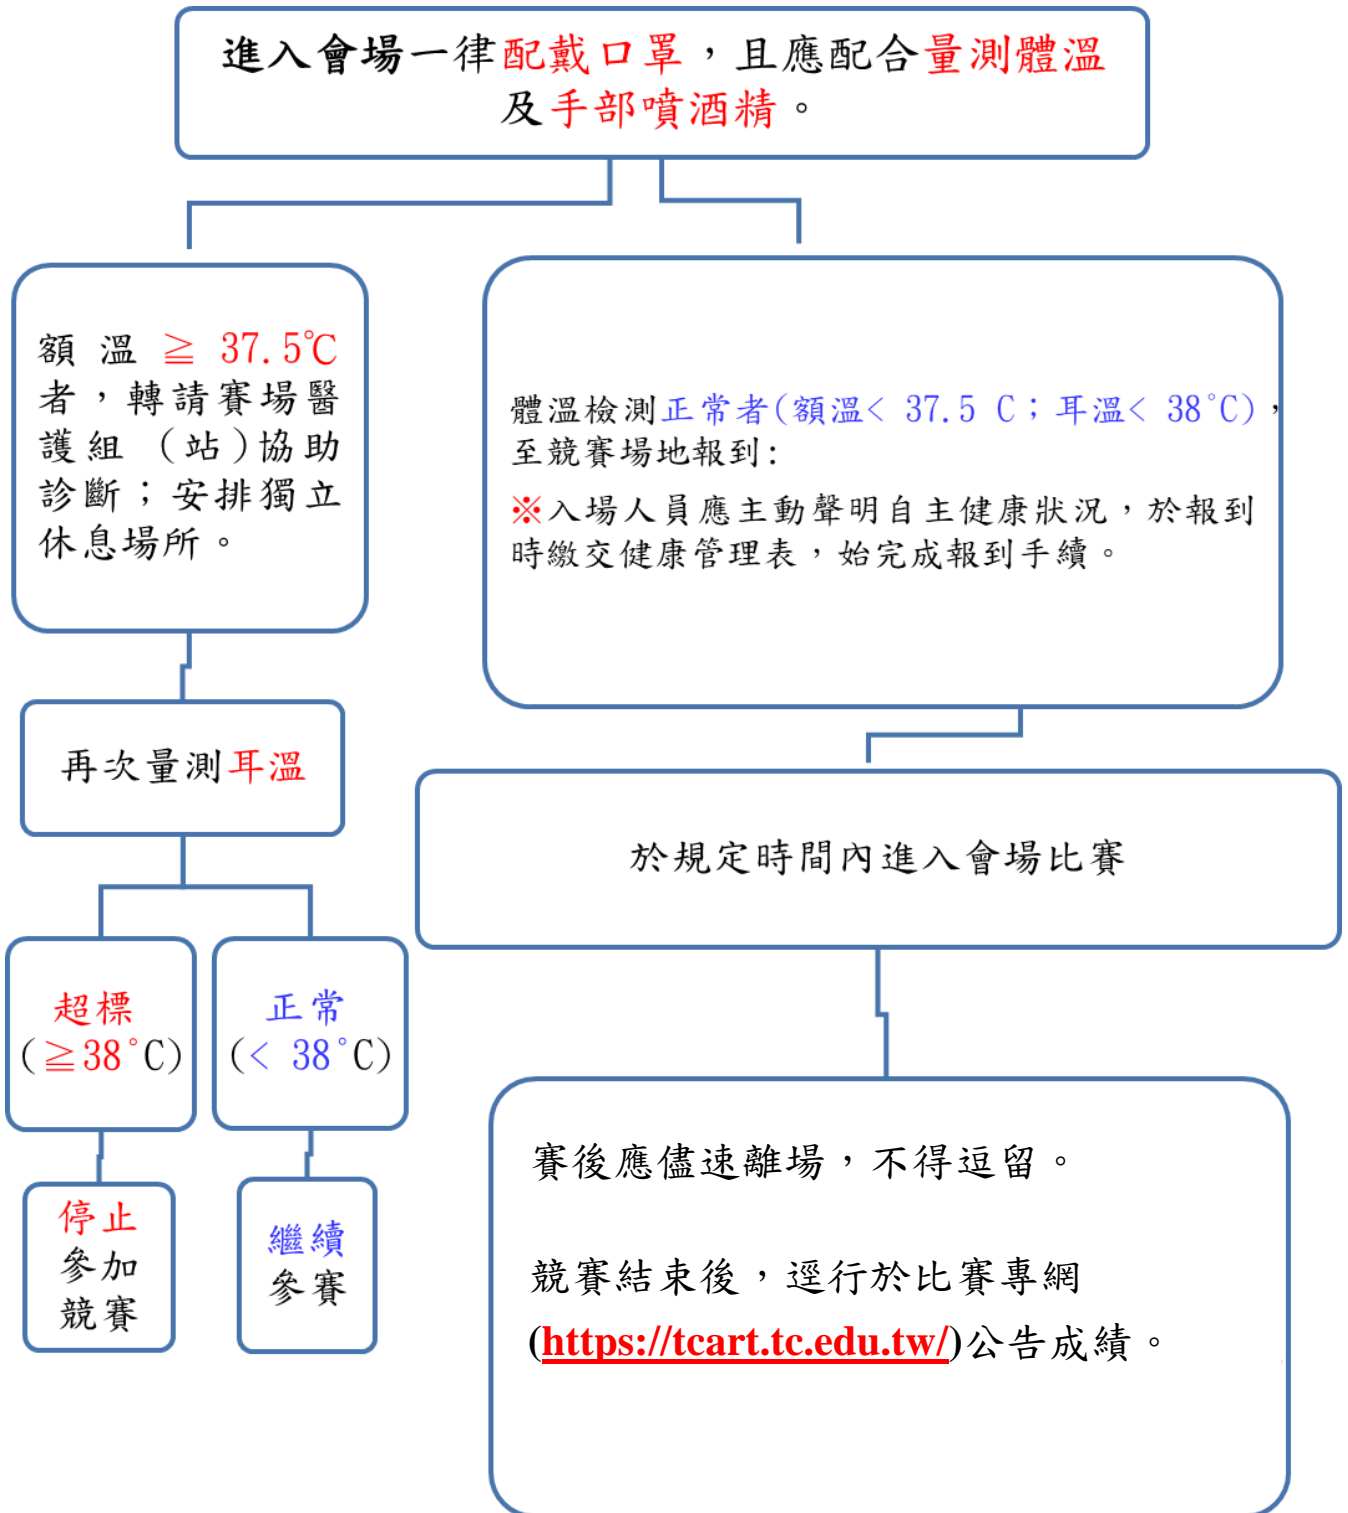 進入會場一律配戴口罩，且應配合量測體溫
及手部噴酒精。
額溫≧ 37.5℃
者，轉請賽場醫
護組（站)協助
診斷；安排獨立
休息場所。
體溫檢測正常者(額溫< 37.5 C；耳溫< 38°C)，
至競賽場地報到:
※入場人員應主動聲明自主健康狀況，於報到
時繳交健康管理表，始完成報到手續。
再次量測耳溫
於規定時間內進入會場比賽
超標
(≧38°C)
正常
(< 38°C)
停止
參加
競賽
繼續
參賽
賽後應儘速離場，不得逗留。
競賽結束後，逕行於比賽專網
(https://tcart.tc.edu.tw/)公告成績。